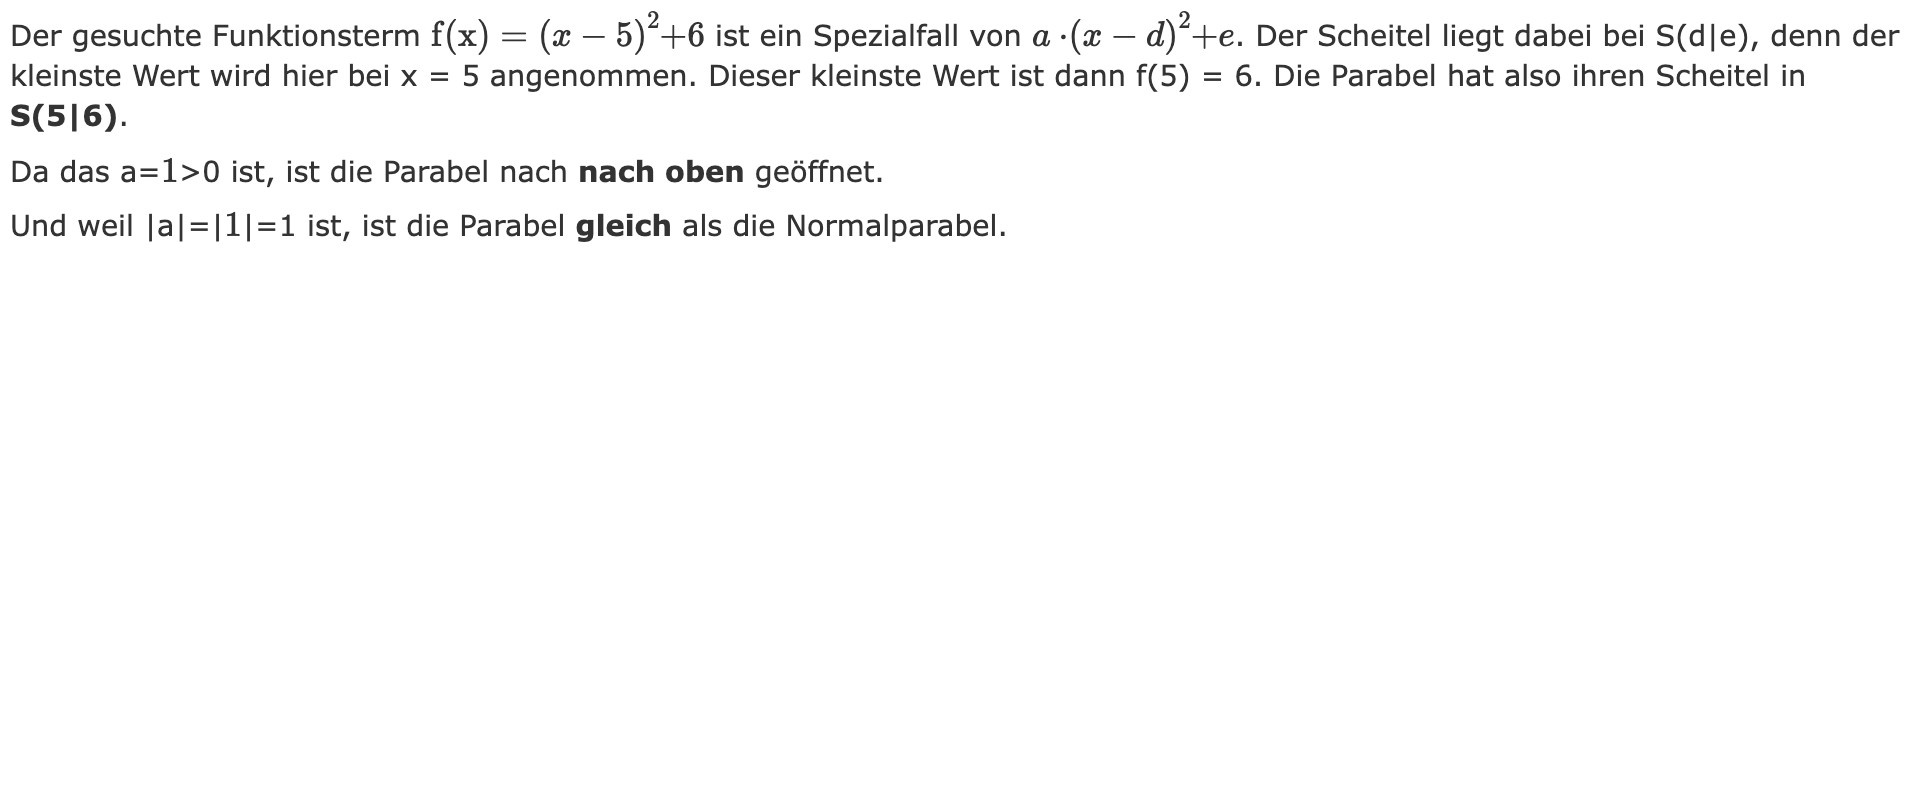 Der gesuchte Funktionsterm f(x) = (x − 5)²+6 ist ein Spezialfall von a ·(x − d)²+e. Der Scheitel liegt dabei bei S(d|e), denn der
kleinste Wert wird hier bei x = 5 angenommen. Dieser kleinste Wert ist dann f(5) = 6. Die Parabel hat also ihren Scheitel in
S(5|6).
Da das a=1>0 ist, ist die Parabel nach nach oben geöffnet.
Und weil |a|=|1|=1 ist, ist die Parabel gleich als die Normalparabel.